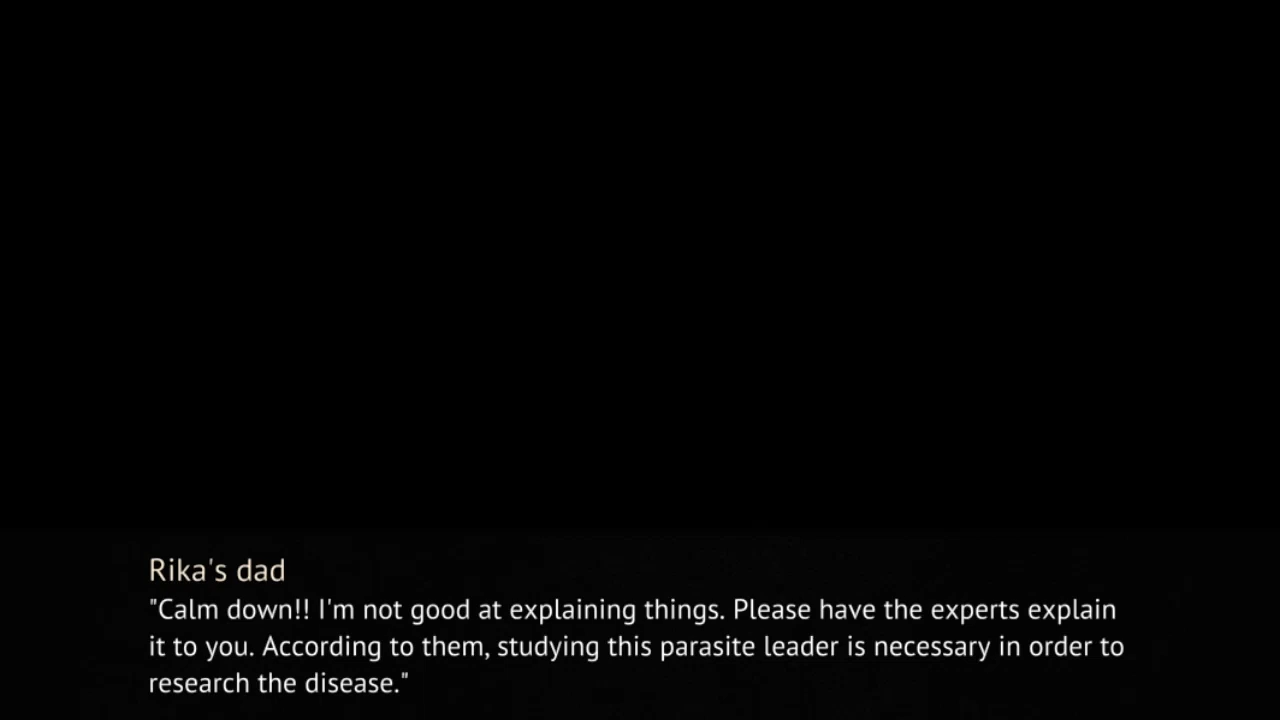 Rika's dad
"Calm down!! I'm not good at explaining things. Please have the experts explain
it to you. According to them, studying this parasite leader is necessary in order to
research the disease."